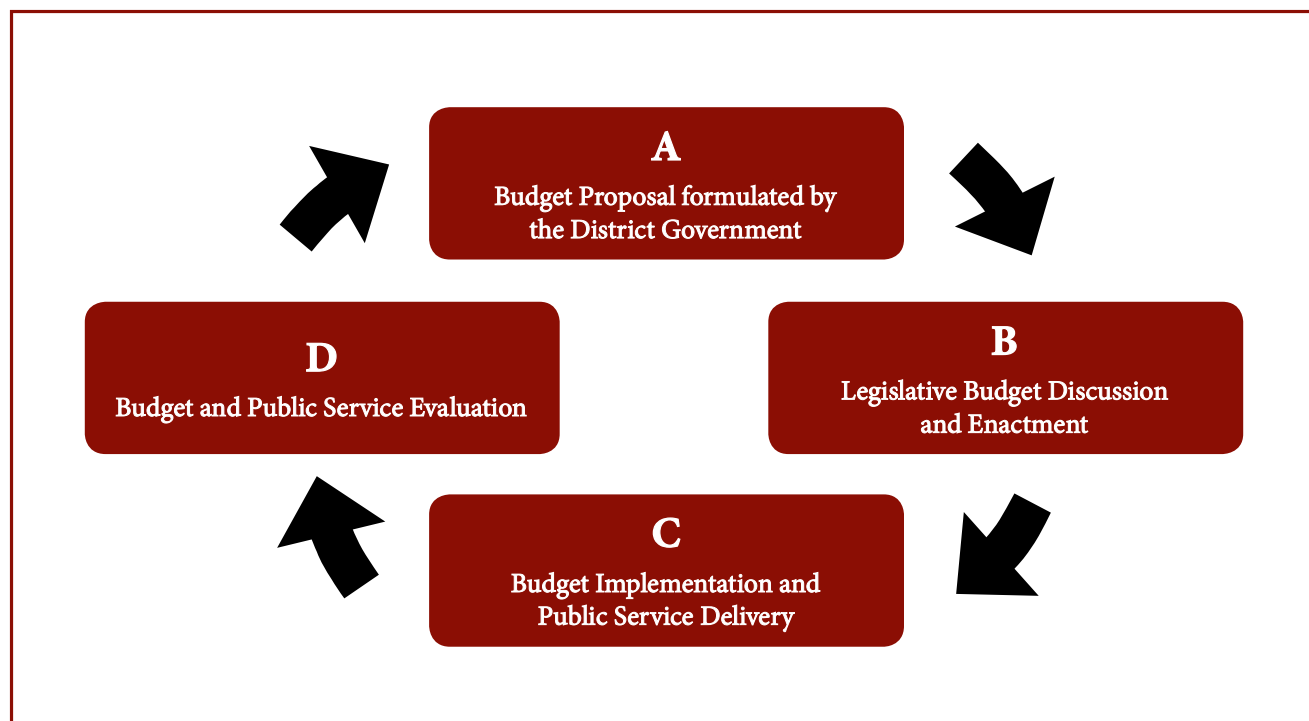 A
Budget Proposal formulated by
the District Government
B
Legislative Budget Discussion
and Enactment
C
Budget Implementation and
Public Service Delivery
D
Budget and Public Service Evaluation